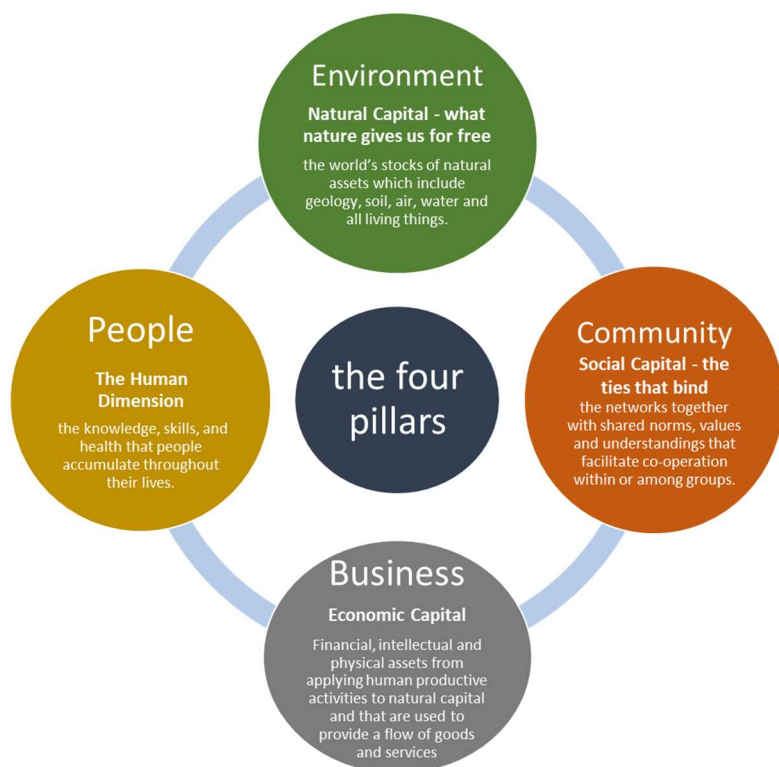 Environment
Natural Capital - what
nature gives us for free
the world's stocks of natural
assets which include
geology, soil, air, water and
all living things.
People
The Human
Dimension
the knowledge, skills, and
health that people
accumulate throughout
their lives.
the four
pillars
Community
Social Capital - the
ties that bind
the networks together
with shared norms, values
and understandings that
facilitate co-operation
within or among groups.
Business
Economic Capital
Financial, intellectual and
physical assets from
applying human productive
activities to natural capital
and that are used to
provide a flow of goods
and services